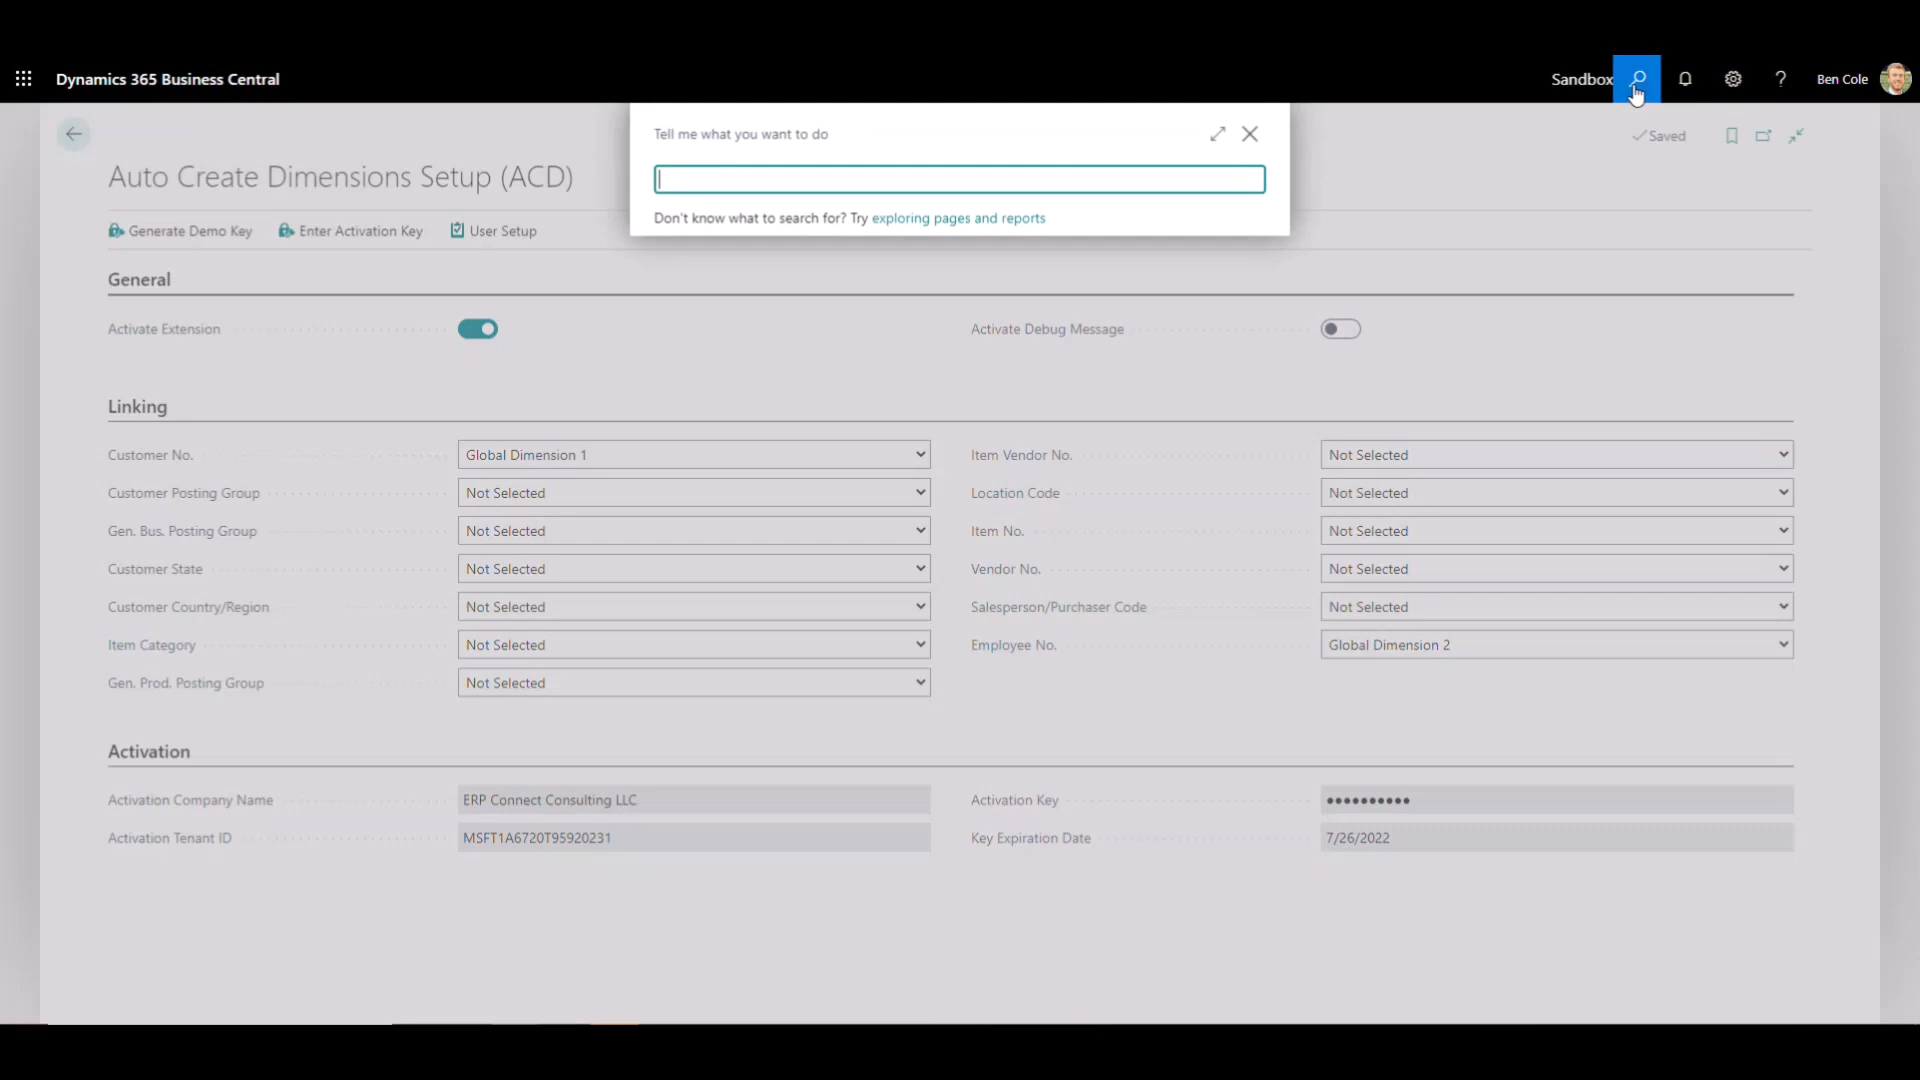 Dynamics 365 Business Central
Sandbox
?
Ben Cole
Tell me what you want to do
Saved
Auto Create Dimensions Setup (ACD)
Don't know what to search for? Try exploring pages and reports
Generate Demo Key
Enter Activation Key
User Setup
General
Activate Extension
Activate Debug Message
Linking
Customer No. Global Dimension 1
Item Vendor No. Not Selected
Customer Posting Group Not Selected
Location Code Not Selected
Gen. Bus. Posting Group Not Selected
Item No. Not Selected
Customer State Not Selected
Vendor No. Not Selected
Customer Country/Region Not Selected
Salesperson/Purchaser Code Not Selected
Item Category Not Selected
Employee No. Global Dimension 2
Gen. Prod. Posting Group Not Selected
Activation
Activation Company Name ERP Connect Consulting LLC
Activation Key ••••••••••
Activation Tenant ID MSFT1A6720T95920231
Key Expiration Date 7/26/2022